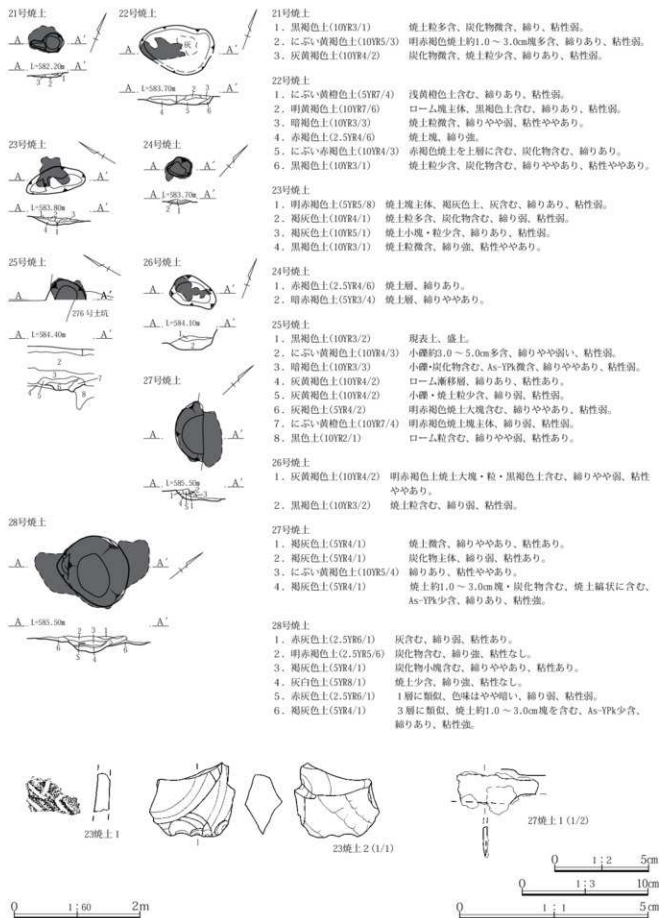 21号焼土
A A′
L=582.20m
A A′
3 2 1
22号焼土
灰
A A′
L=583.70m
A A′
2 3
4 5 6
23号焼土
A A′
L=583.80m
A A′
4 1
24号焼土
A A′
L=583.70m
A A′
2 1
25号焼土
A A′
276号土坑
L=584.40m
A A′
2
3
4 5 6 7
8
26号焼土
A A′
L=584.10m
A A′
1
2
27号焼土
A A′
L=585.50m
A A′
28号焼土
A A′
L=585.50m
A A′
2 3 1
6 5 4 6
21号焼土
1．黒褐色土(10YR3/1) 焼土粒多含、炭化物微含、締り、粘性弱。
2．にぶい黄褐色土(10YR5/3) 明赤褐色焼土約1.0～3.0cm塊多含、締りあり、粘性弱。
3．灰黄褐色土(10YR4/2) 炭化物微含、焼土粒少含、締りあり、粘性弱。
22号焼土
1．にぶい黄橙色土(5YR7/4) 浅黄橙色土含む、締りあり、粘性弱。
2．明黄褐色土(10YR7/6) ローム塊主体、黒褐色土含む、締りあり、粘性弱。
3．暗褐色土(10YR3/3) 焼土粒微含、締りやや弱、粘性ややあり。
4．赤褐色土(2.5YR4/6) 焼土塊、締り強。
5．にぶい赤褐色土(10YR4/3) 赤褐色焼土を上層に含む、炭化物含む、締りあり。
6．黒褐色土(10YR3/1) 焼土粒少含、炭化物含む、締りややあり、粘性ややあり。
23号焼土
1．明赤褐色土(5YR5/8) 焼土塊主体、褐灰色土、灰含む、締りあり、粘性弱。
2．褐灰色土(10YR4/1) 焼土粒多含、炭化物含む、締り弱、粘性弱。
3．褐灰色土(10YR5/1) 焼土小塊・粒少含、締りあり、粘性弱。
4．黒褐色土(10YR3/1) 焼土粒微含、締り強、粘性ややあり。
24号焼土
1．赤褐色土(2.5YR4/6) 焼土層、締りあり。
2．暗赤褐色土(5YR3/4) 焼土層、締りややあり。
25号焼土
1．黒褐色土(10YR3/2) 現表土、盛土。
2．にぶい黄褐色土(10YR4/3) 小礫約3.0～5.0cm多含、締りやや弱い、粘性弱。
3．暗褐色土(10YR3/3) 小礫・炭化物含む、As-YPk微含、締りややあり、粘性弱。
4．灰黄褐色土(10YR4/2) ローム漸移層、締りあり、粘性あり。
5．灰黄褐色土(10YR4/2) 小礫・焼土粒少含、締り弱、粘性弱。
6．灰褐色土(5YR4/2) 明赤褐色焼土大塊含む、締りややあり、粘性弱。
7．にぶい黄橙色土(10YR7/4) 明赤褐色焼土塊主体、締り弱、粘性弱。
8．黒色土(10YR2/1) ローム粒含む、締りやや弱、粘性あり。
26号焼土
1．灰黄褐色土(10YR4/2) 明赤褐色土焼土大塊・粒・黒褐色土含む、締りやや弱、粘性
ややあり。
2．黒褐色土(10YR3/2) 焼土粒含む、締り弱、粘性弱。
27号焼土
1．褐灰色土(5YR4/1) 焼土微含、締りややあり、粘性あり。
2．褐灰色土(5YR4/1) 炭化物主体、締り弱、粘性あり。
3．にぶい黄褐色土(10YR5/4) 締りあり、粘性ややあり。
4．褐灰色土(5YR4/1) 焼土約1.0～3.0cm塊・炭化物含む、焼土縞状に含む、
As-YPk少含、締りあり、粘性強。
28号焼土
1．赤灰色土(2.5YR6/1) 灰含む、締り弱、粘性あり。
2．明赤褐色土(2.5YR5/6) 炭化物含む、締り強、粘性なし。
3．褐灰色土(5YR4/1) 炭化物小塊含む、締りややあり、粘性あり。
4．灰白色土(5YR8/1) 焼土少含、締り強、粘性なし。
5．赤灰色土(2.5YR6/1) 1層に類似、色味はやや暗い、締り弱、粘性弱。
6．褐灰色土(5YR4/1) 3層に類似、焼土約1.0～3.0cm塊を含む、As-YPk少含、
締りあり、粘性強。
23焼土1
23焼土2(1/1)
27焼土1(1/2)
0 1:2 5cm
0 1:3 10cm
0 1:60 2m
0 1:1 5cm